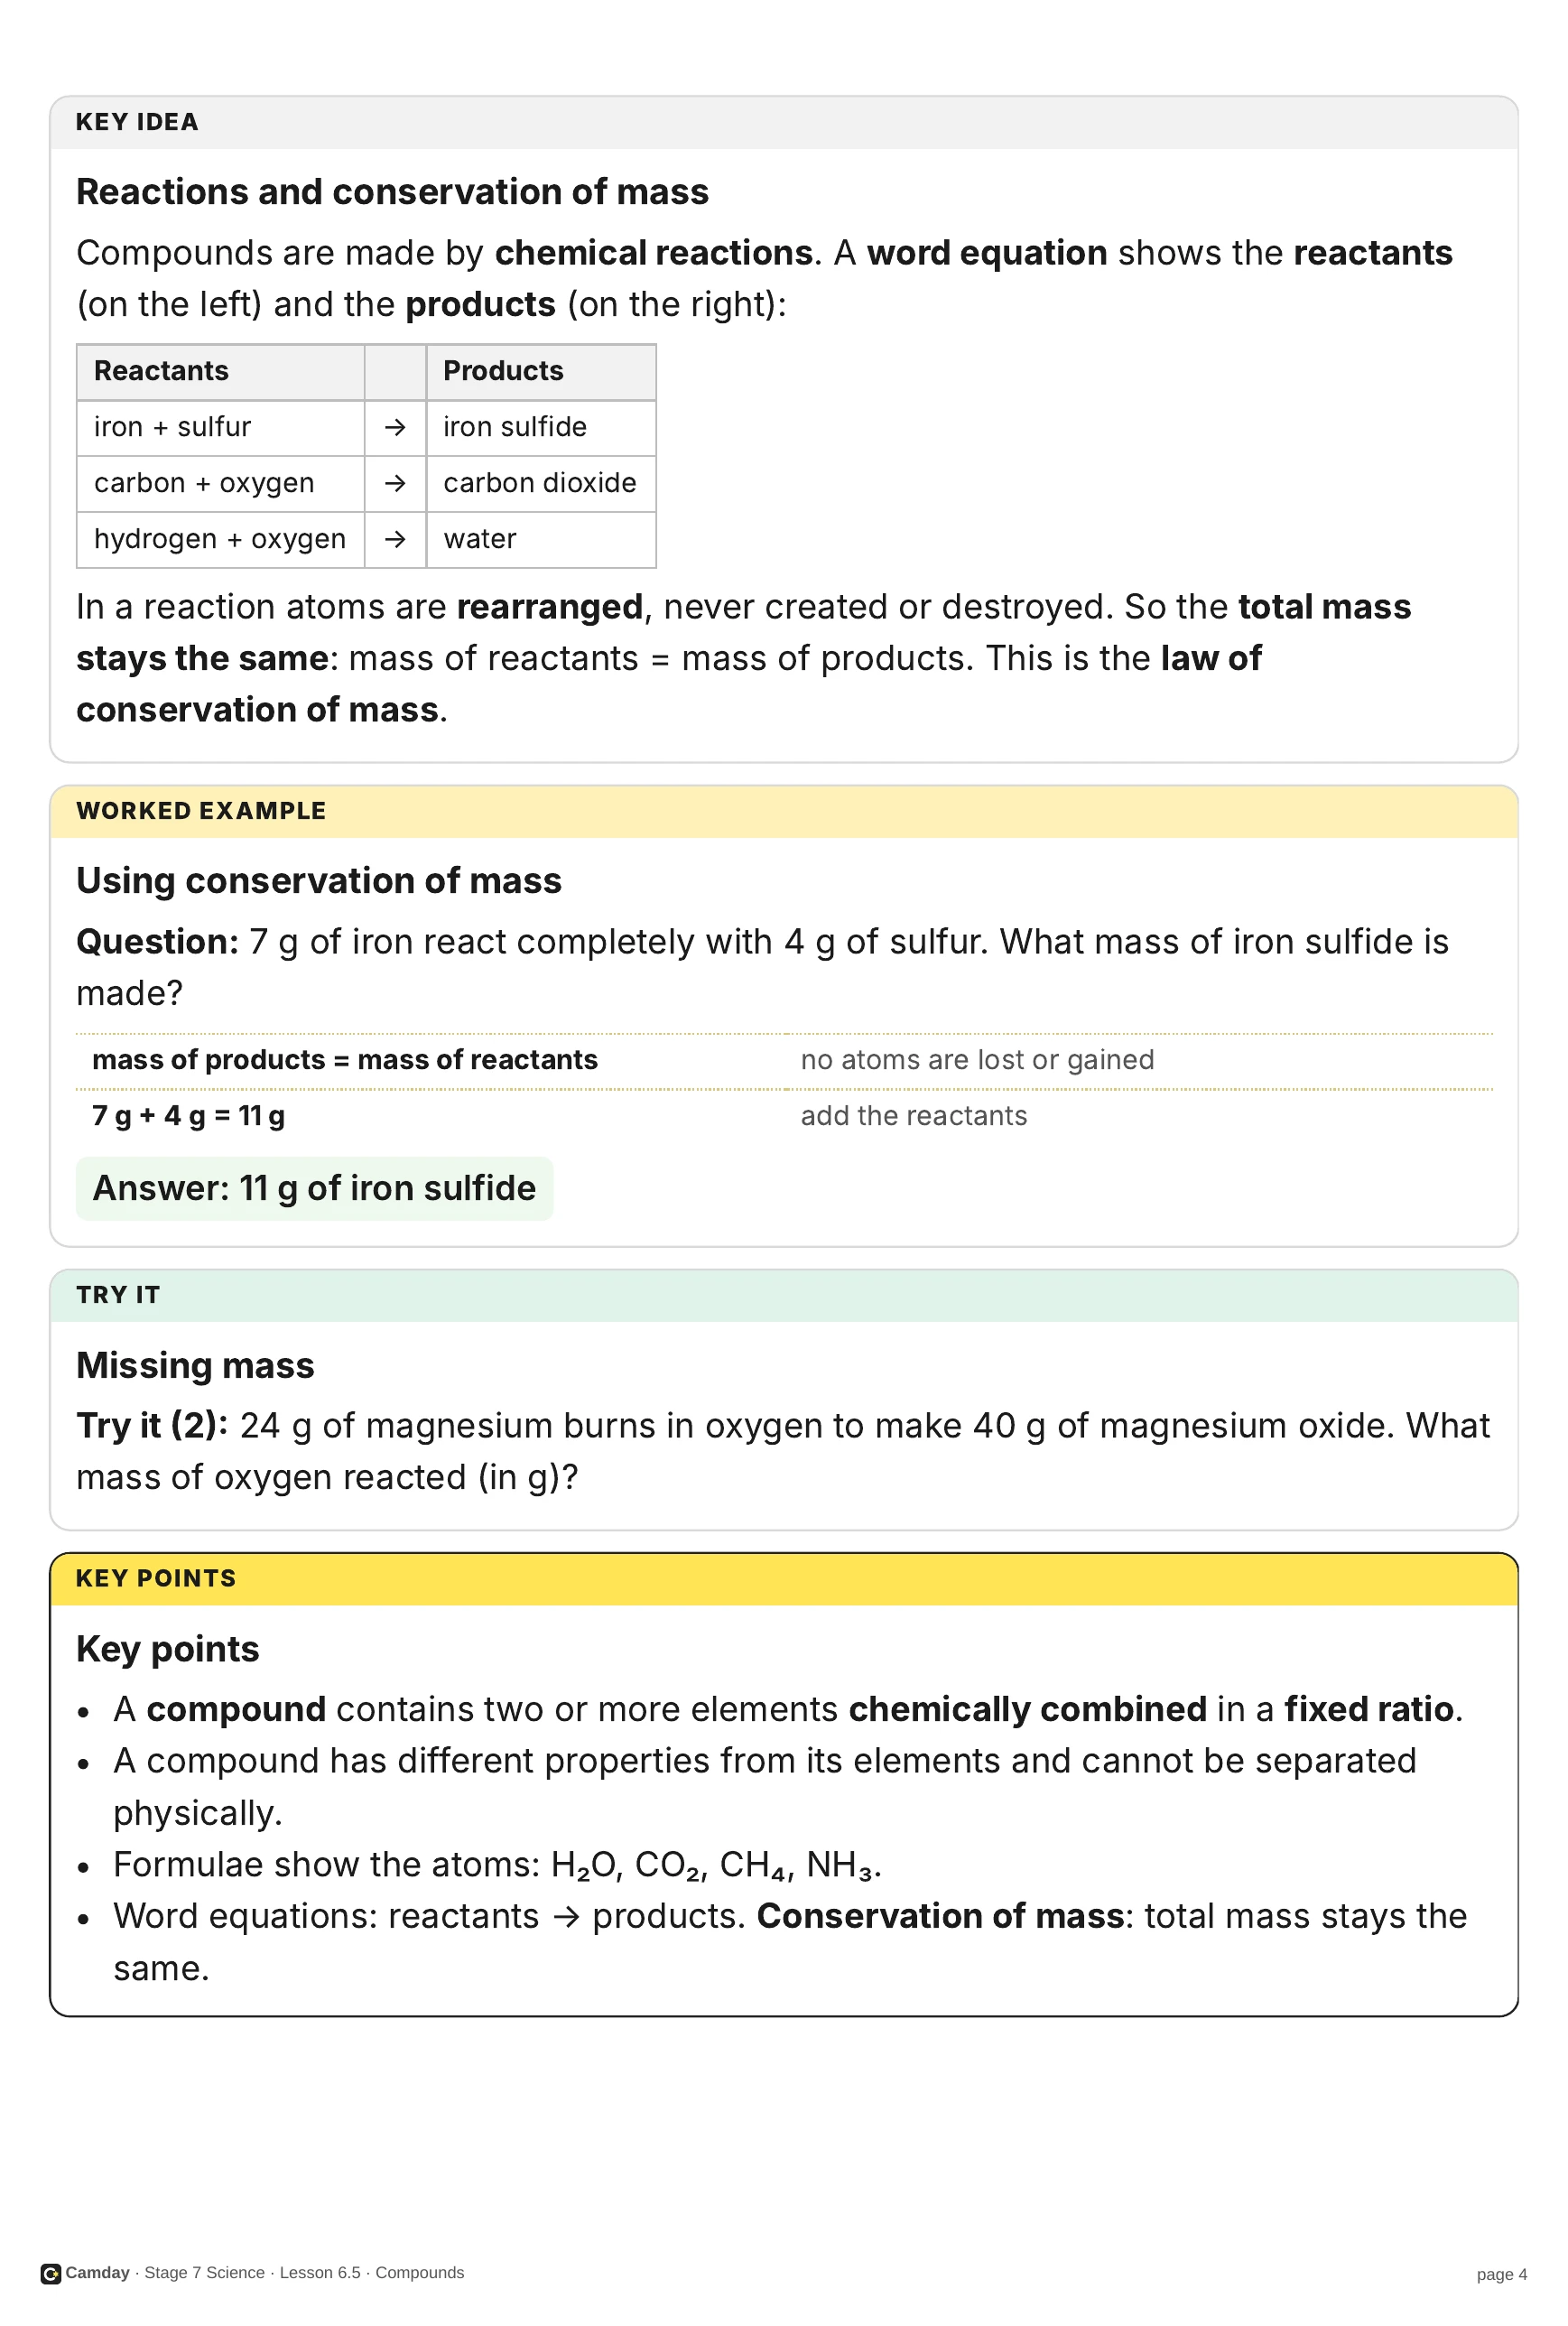 KEY IDEA
Reactions and conservation of mass
Compounds are made by chemical reactions. A word equation shows the reactants
(on the left) and the products (on the right):
Reactants Products
iron + sulfur → iron sulfide
carbon + oxygen → carbon dioxide
hydrogen + oxygen → water
In a reaction atoms are rearranged, never created or destroyed. So the total mass
stays the same: mass of reactants = mass of products. This is the law of
conservation of mass.
WORKED EXAMPLE
Using conservation of mass
Question: 7 g of iron react completely with 4 g of sulfur. What mass of iron sulfide is
made?
mass of products = mass of reactants no atoms are lost or gained
7 g + 4 g = 11 g add the reactants
Answer: 11 g of iron sulfide
TRY IT
Missing mass
Try it (2): 24 g of magnesium burns in oxygen to make 40 g of magnesium oxide. What
mass of oxygen reacted (in g)?
KEY POINTS
Key points
• A compound contains two or more elements chemically combined in a fixed ratio.
• A compound has different properties from its elements and cannot be separated
physically.
• Formulae show the atoms: H₂O, CO₂, CH₄, NH₃.
• Word equations: reactants → products. Conservation of mass: total mass stays the
same.
Camday · Stage 7 Science · Lesson 6.5 · Compounds page 4